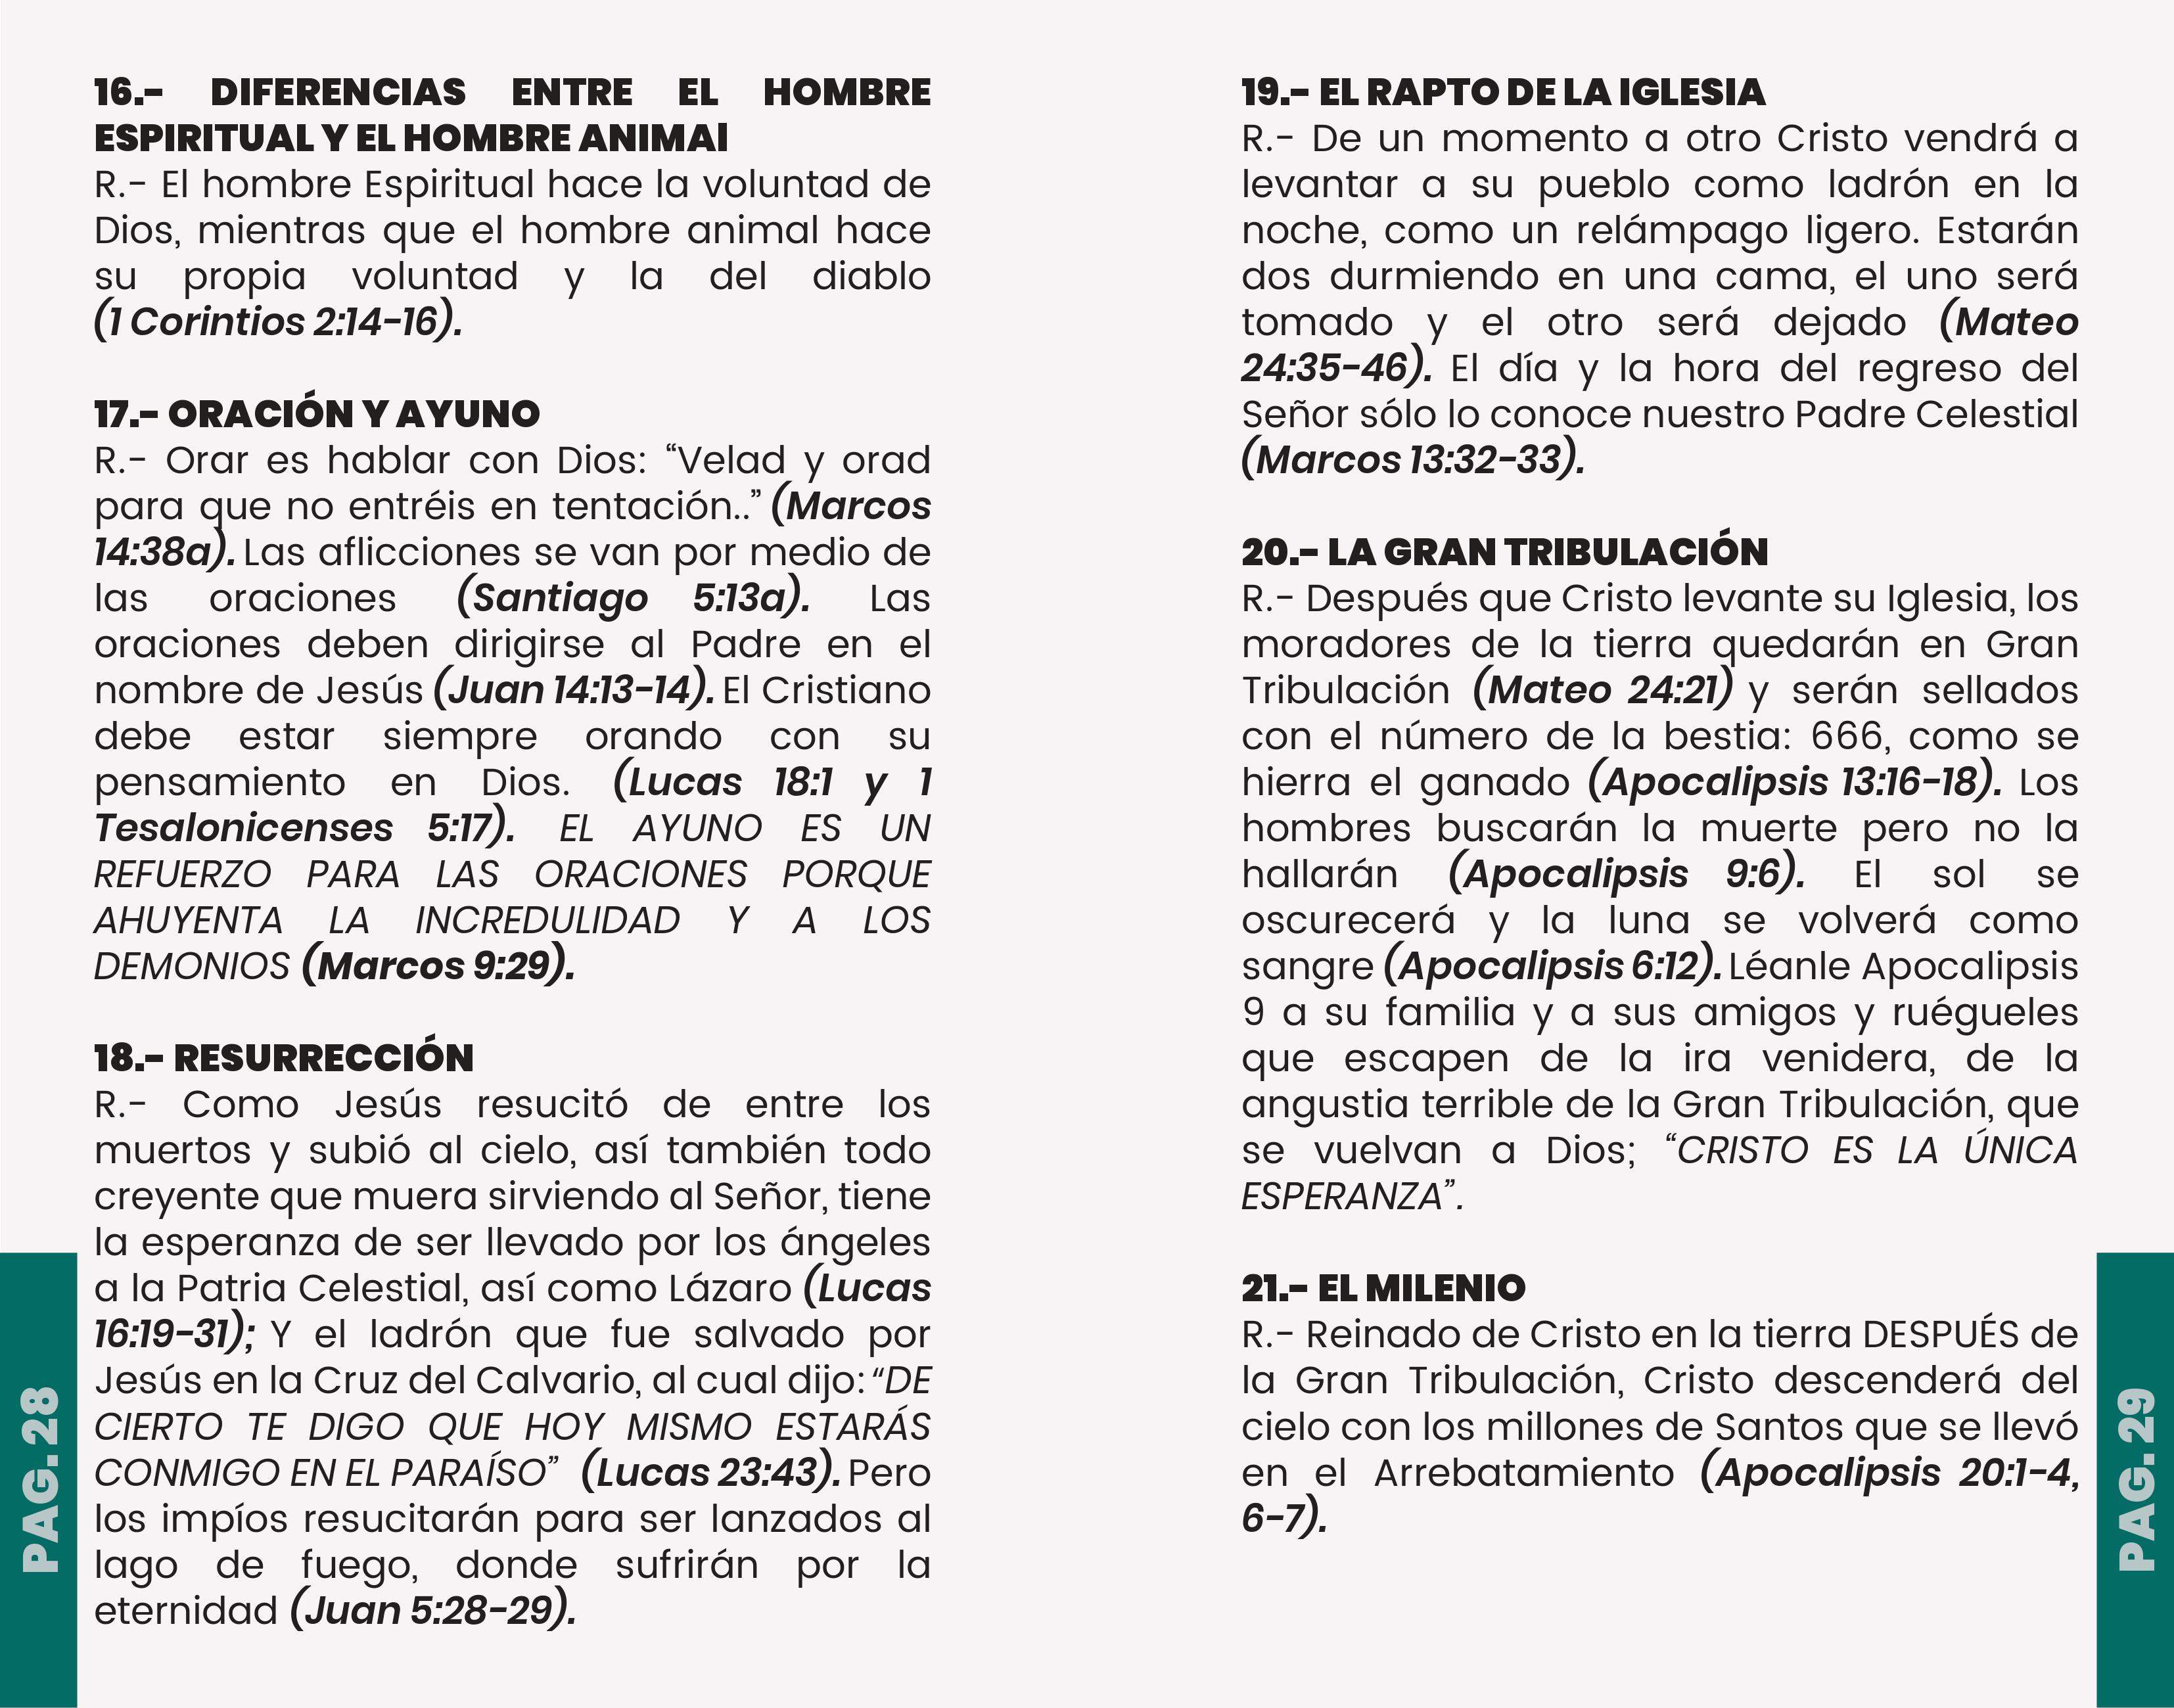 16.- DIFERENCIAS ENTRE EL HOMBRE
ESPIRITUAL Y EL HOMBRE ANIMAl
R.- El hombre Espiritual hace la voluntad de
Dios, mientras que el hombre animal hace
su propia voluntad y la del diablo
(1 Corintios 2:14-16).
17.- ORACIÓN Y AYUNO
R.- Orar es hablar con Dios: “Velad y orad
para que no entréis en tentación..” (Marcos
14:38a). Las aflicciones se van por medio de
las oraciones (Santiago 5:13a). Las
oraciones deben dirigirse al Padre en el
nombre de Jesús (Juan 14:13-14). El Cristiano
debe estar siempre orando con su
pensamiento en Dios. (Lucas 18:1 y 1
Tesalonicenses 5:17). EL AYUNO ES UN
REFUERZO PARA LAS ORACIONES PORQUE
AHUYENTA LA INCREDULIDAD Y A LOS
DEMONIOS (Marcos 9:29).
18.- RESURRECCIÓN
R.- Como Jesús resucitó de entre los
muertos y subió al cielo, así también todo
creyente que muera sirviendo al Señor, tiene
la esperanza de ser llevado por los ángeles
a la Patria Celestial, así como Lázaro (Lucas
16:19-31); Y el ladrón que fue salvado por
Jesús en la Cruz del Calvario, al cual dijo: “DE
CIERTO TE DIGO QUE HOY MISMO ESTARÁS
CONMIGO EN EL PARAÍSO” (Lucas 23:43). Pero
los impíos resucitarán para ser lanzados al
lago de fuego, donde sufrirán por la
eternidad (Juan 5:28-29).
PAG. 28
19.- EL RAPTO DE LA IGLESIA
R.- De un momento a otro Cristo vendrá a
levantar a su pueblo como ladrón en la
noche, como un relámpago ligero. Estarán
dos durmiendo en una cama, el uno será
tomado y el otro será dejado (Mateo
24:35-46). El día y la hora del regreso del
Señor sólo lo conoce nuestro Padre Celestial
(Marcos 13:32-33).
20.- LA GRAN TRIBULACIÓN
R.- Después que Cristo levante su Iglesia, los
moradores de la tierra quedarán en Gran
Tribulación (Mateo 24:21) y serán sellados
con el número de la bestia: 666, como se
hierra el ganado (Apocalipsis 13:16-18). Los
hombres buscarán la muerte pero no la
hallarán (Apocalipsis 9:6). El sol se
oscurecerá y la luna se volverá como
sangre (Apocalipsis 6:12). Léanle Apocalipsis
9 a su familia y a sus amigos y ruégueles
que escapen de la ira venidera, de la
angustia terrible de la Gran Tribulación, que
se vuelvan a Dios; “CRISTO ES LA ÚNICA
ESPERANZA”.
21.- EL MILENIO
R.- Reinado de Cristo en la tierra DESPUÉS de
la Gran Tribulación, Cristo descenderá del
cielo con los millones de Santos que se llevó
en el Arrebatamiento (Apocalipsis 20:1-4,
6-7).
PAG. 29